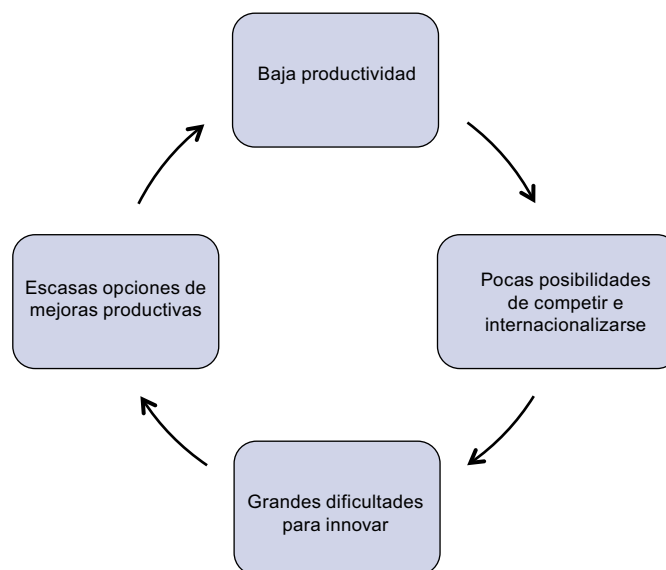 Baja productividad
Pocas posibilidades
de competir e
internacionalizarse
Grandes dificultades
para innovar
Escasas opciones de
mejoras productivas